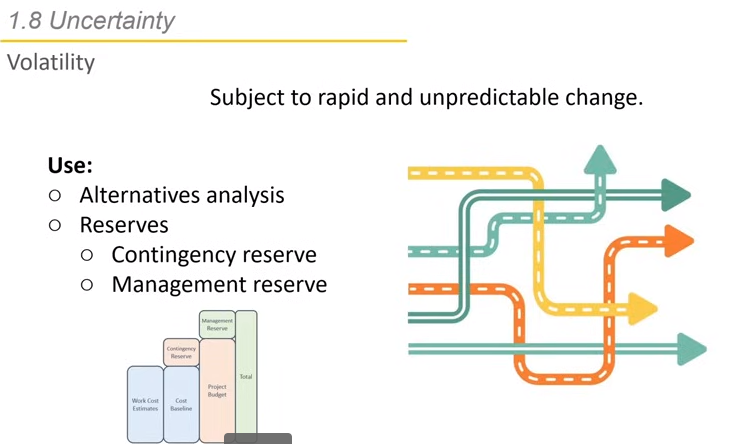 1.8 Uncertainty
Volatility
Subject to rapid and unpredictable change.
Use:
Alternatives analysis
Reserves
Contingency reserve
Management reserve
Management
Reserve
Contingency
Reserve
Work Cost
Estimates
Cost
Baseline
Project
Budget
Total